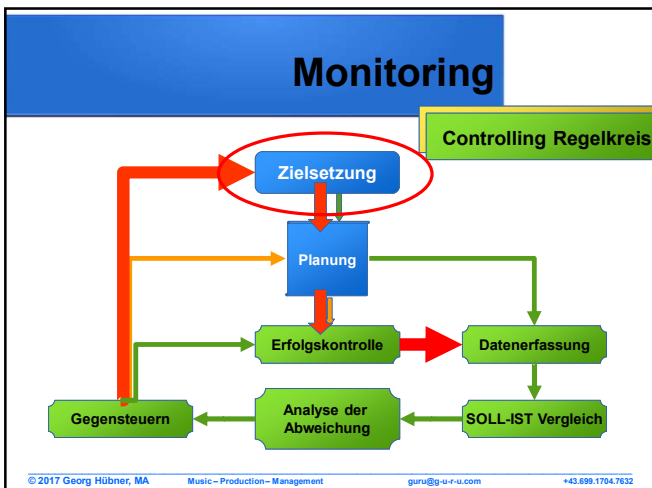 Monitoring
Controlling Regelkreis
Zielsetzung
Planung
Erfolgskontrolle
Datenerfassung
Gegensteuern
Analyse der
Abweichung
SOLL-IST Vergleich
© 2017 Georg Hübner, MA Music – Production – Management guru@g-u-r-u.com +43.699.1704.7632